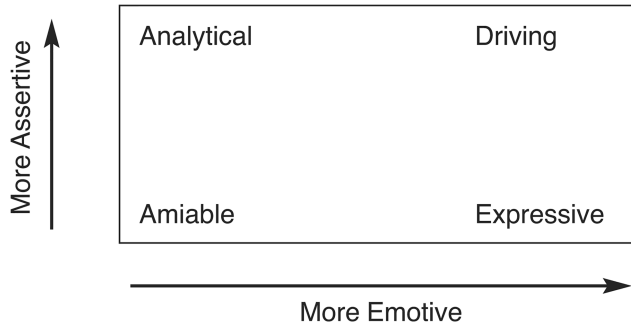 More Assertive
Analytical Driving
Amiable Expressive
More Emotive